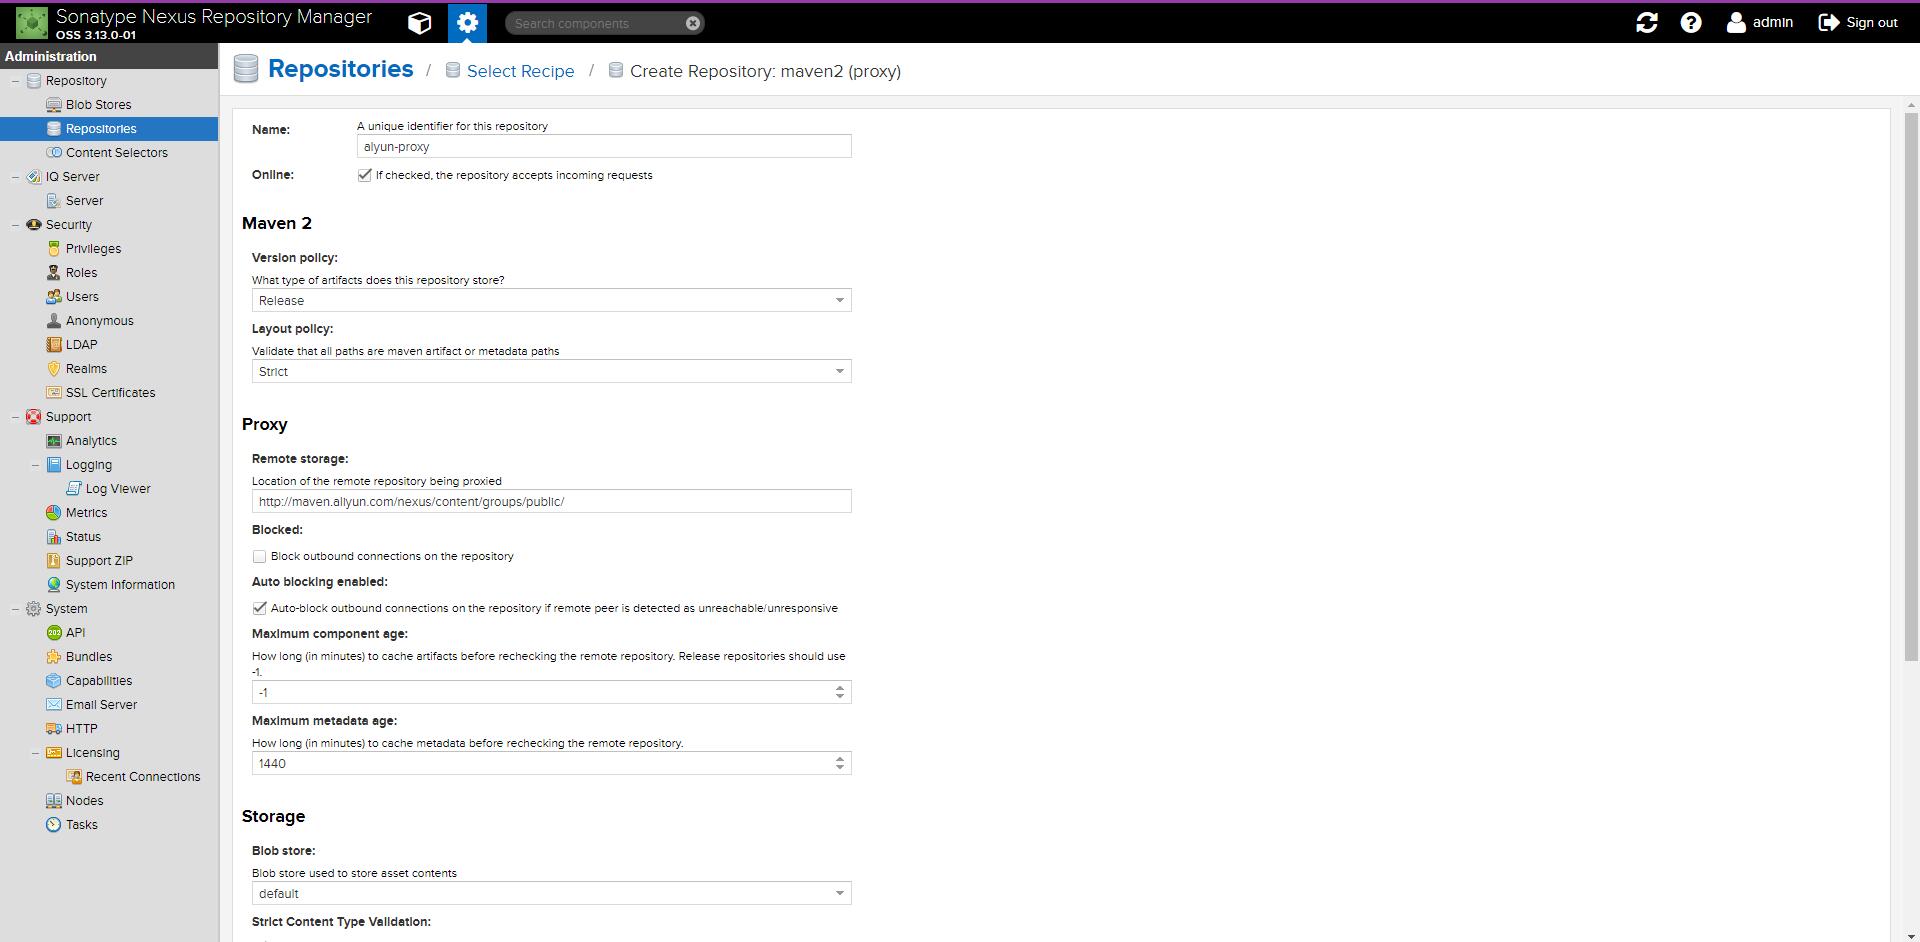 Sonatype Nexus Repository Manager
OSS 3.13.0-01
Search components
admin
Sign out
Administration
Repository
Blob Stores
Repositories
Content Selectors
IQ Server
Server
Security
Privileges
Roles
Users
Anonymous
LDAP
Realms
SSL Certificates
Support
Analytics
Logging
Log Viewer
Metrics
Status
Support ZIP
System Information
System
API
Bundles
Capabilities
Email Server
HTTP
Licensing
Recent Connections
Nodes
Tasks
Repositories / Select Recipe / Create Repository: maven2 (proxy)
Name:
A unique identifier for this repository
alyun-proxy
Online:
If checked, the repository accepts incoming requests
Maven 2
Version policy:
What type of artifacts does this repository store?
Release
Layout policy:
Validate that all paths are maven artifact or metadata paths
Strict
Proxy
Remote storage:
Location of the remote repository being proxied
http://maven.aliyun.com/nexus/content/groups/public/
Blocked:
Block outbound connections on the repository
Auto blocking enabled:
Auto-block outbound connections on the repository if remote peer is detected as unreachable/unresponsive
Maximum component age:
How long (in minutes) to cache artifacts before rechecking the remote repository. Release repositories should use
-1.
-1
Maximum metadata age:
How long (in minutes) to cache metadata before rechecking the remote repository.
1440
Storage
Blob store:
Blob store used to store asset contents
default
Strict Content Type Validation: